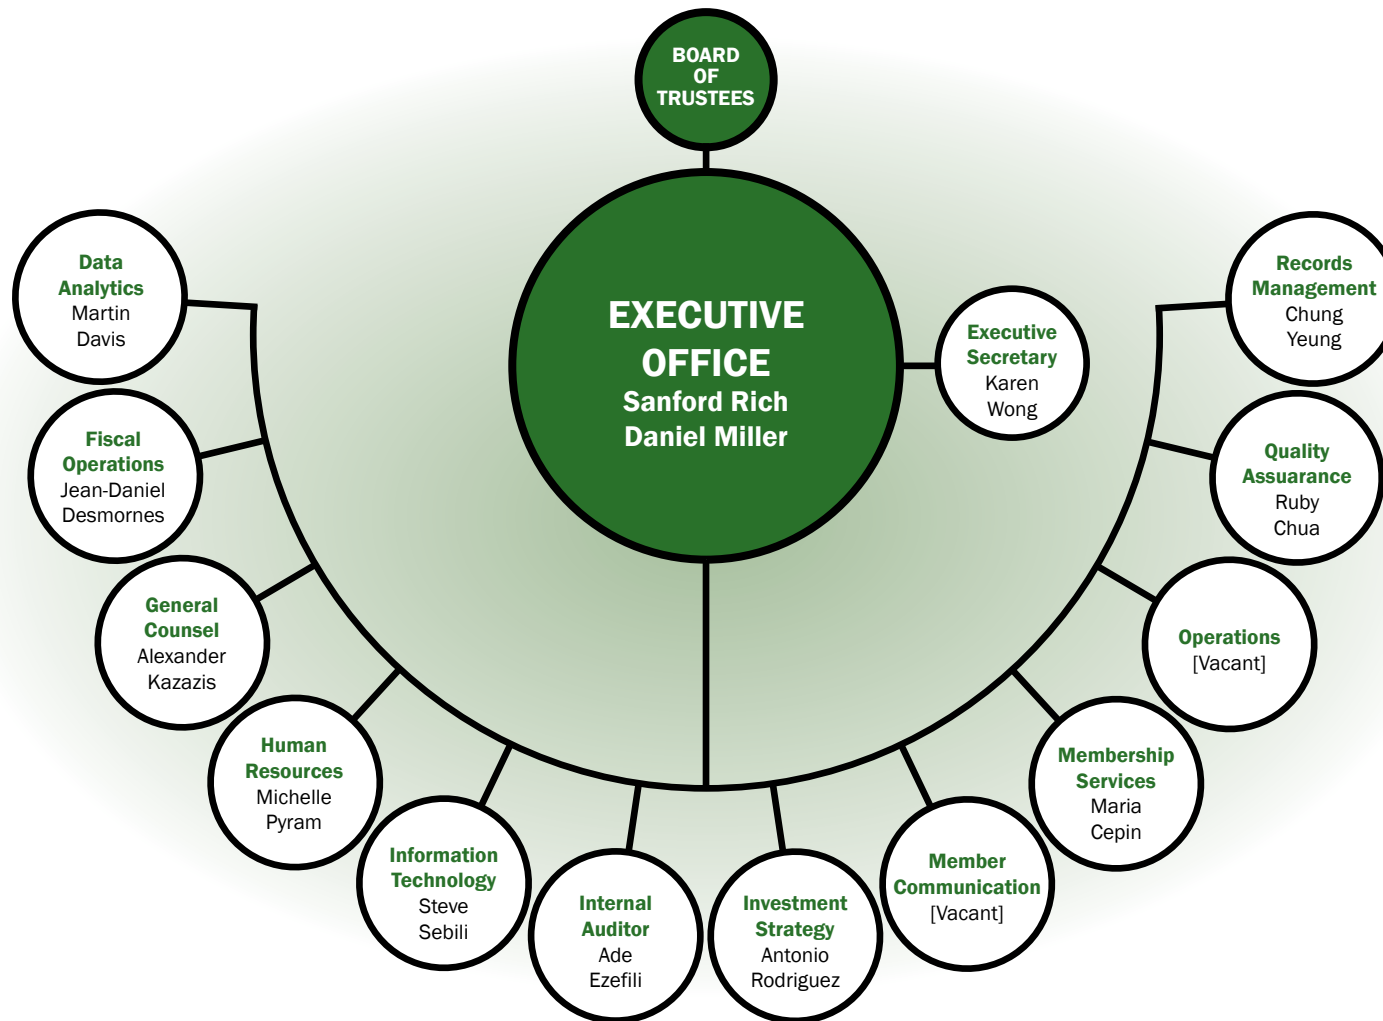 BOARD
OF
TRUSTEES
EXECUTIVE
OFFICE
Sanford Rich
Daniel Miller
Executive
Secretary
Karen
Wong
Data
Analytics
Martin
Davis
Fiscal
Operations
Jean-Daniel
Desmornes
General
Counsel
Alexander
Kazazis
Human
Resources
Michelle
Pyram
Information
Technology
Steve
Sebili
Internal
Auditor
Ade
Ezefili
Investment
Strategy
Antonio
Rodriguez
Member
Communication
[Vacant]
Membership
Services
Maria
Cepin
Operations
[Vacant]
Quality
Assuarance
Ruby
Chua
Records
Management
Chung
Yeung